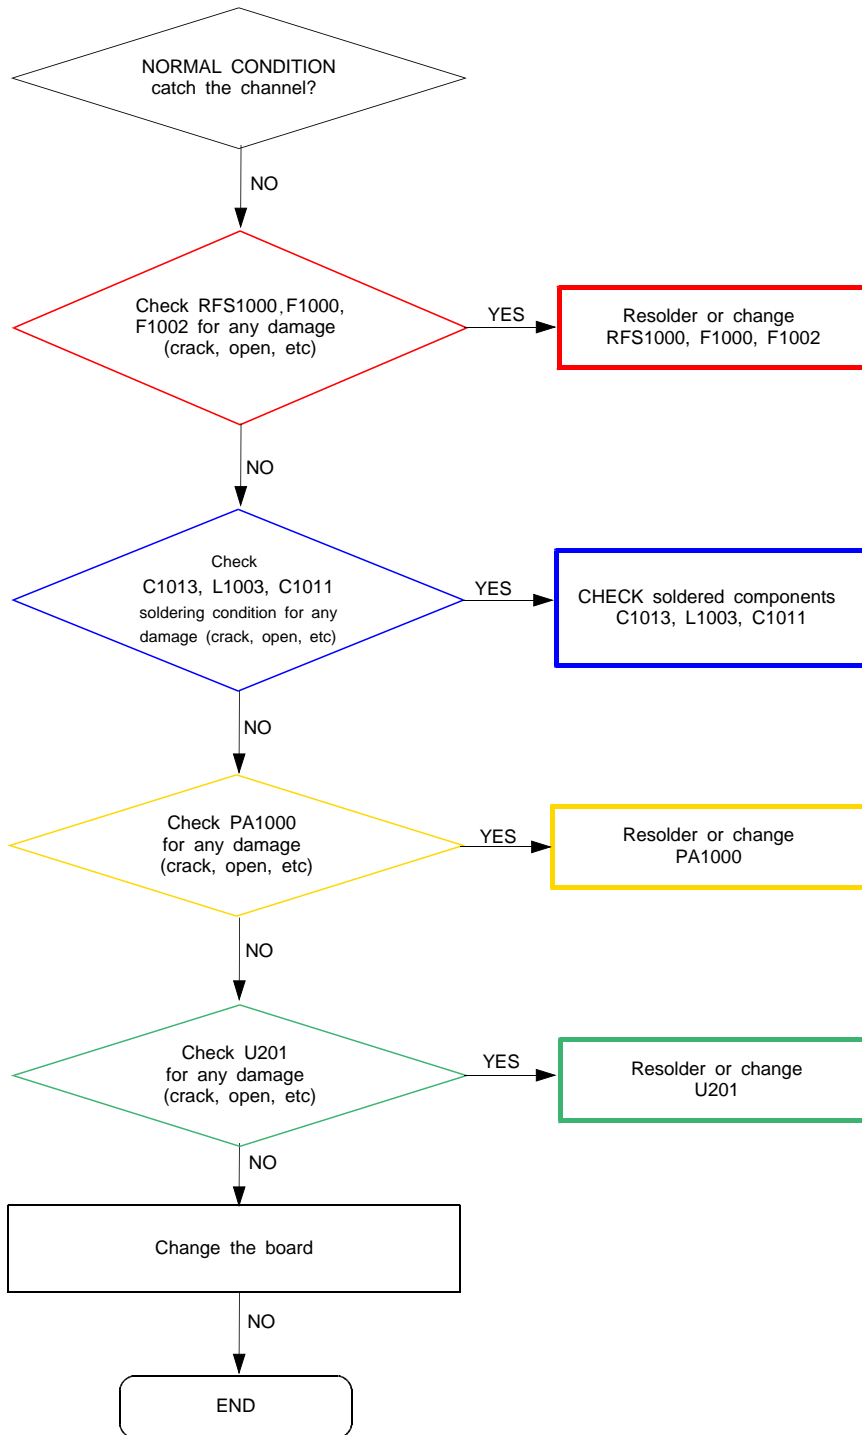 NORMAL CONDITION
catch the channel?
NO
Check RFS1000, F1000,
F1002 for any damage
(crack, open, etc)
YES
Resolder or change
RFS1000, F1000, F1002
NO
Check
C1013, L1003, C1011
soldering condition for any
damage (crack, open, etc)
YES
CHECK soldered components
C1013, L1003, C1011
NO
Check PA1000
for any damage
(crack, open, etc)
YES
Resolder or change
PA1000
NO
Check U201
for any damage
(crack, open, etc)
YES
Resolder or change
U201
NO
Change the board
NO
END